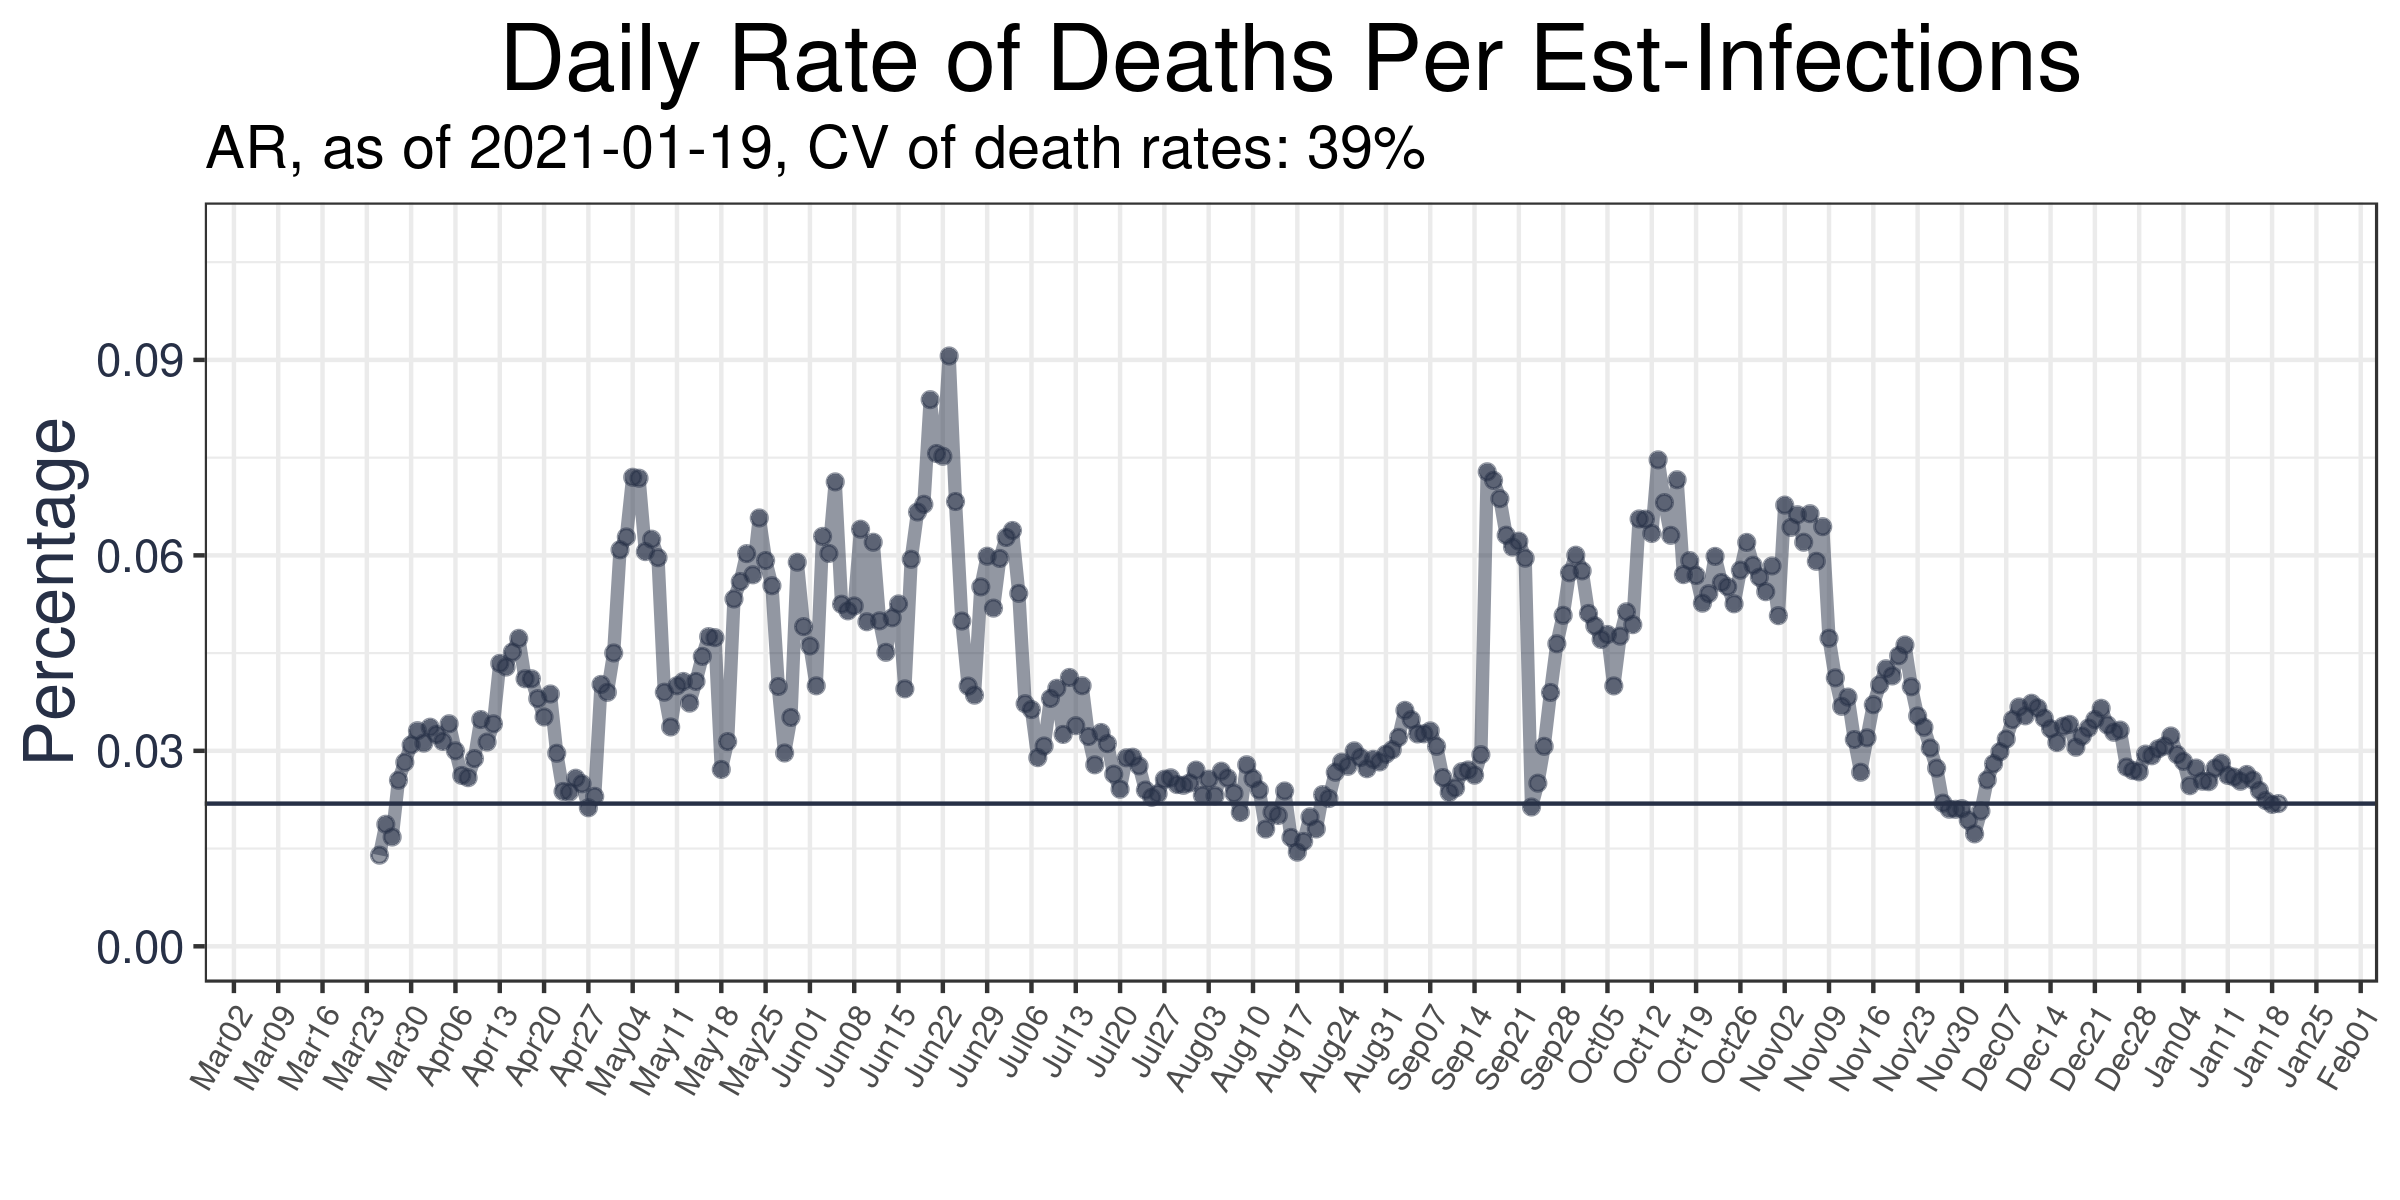 Daily Rate of Deaths Per Est-Infections
AR, as of 2021-01-19, CV of death rates: 39%
Percentage
0.09
0.06
0.03
0.00
Mar02 Mar09 Mar16 Mar23 Mar30 Apr06 Apr13 Apr20 Apr27 May04 May11 May18 May25 Jun01 Jun08 Jun15 Jun22 Jun29 Jul06 Jul13 Jul20 Jul27 Aug03 Aug10 Aug17 Aug24 Aug31 Sep07 Sep14 Sep21 Sep28 Oct05 Oct12 Oct19 Oct26 Nov02 Nov09 Nov16 Nov23 Nov30 Dec07 Dec14 Dec21 Dec28 Jan04 Jan11 Jan18 Jan25 Feb01